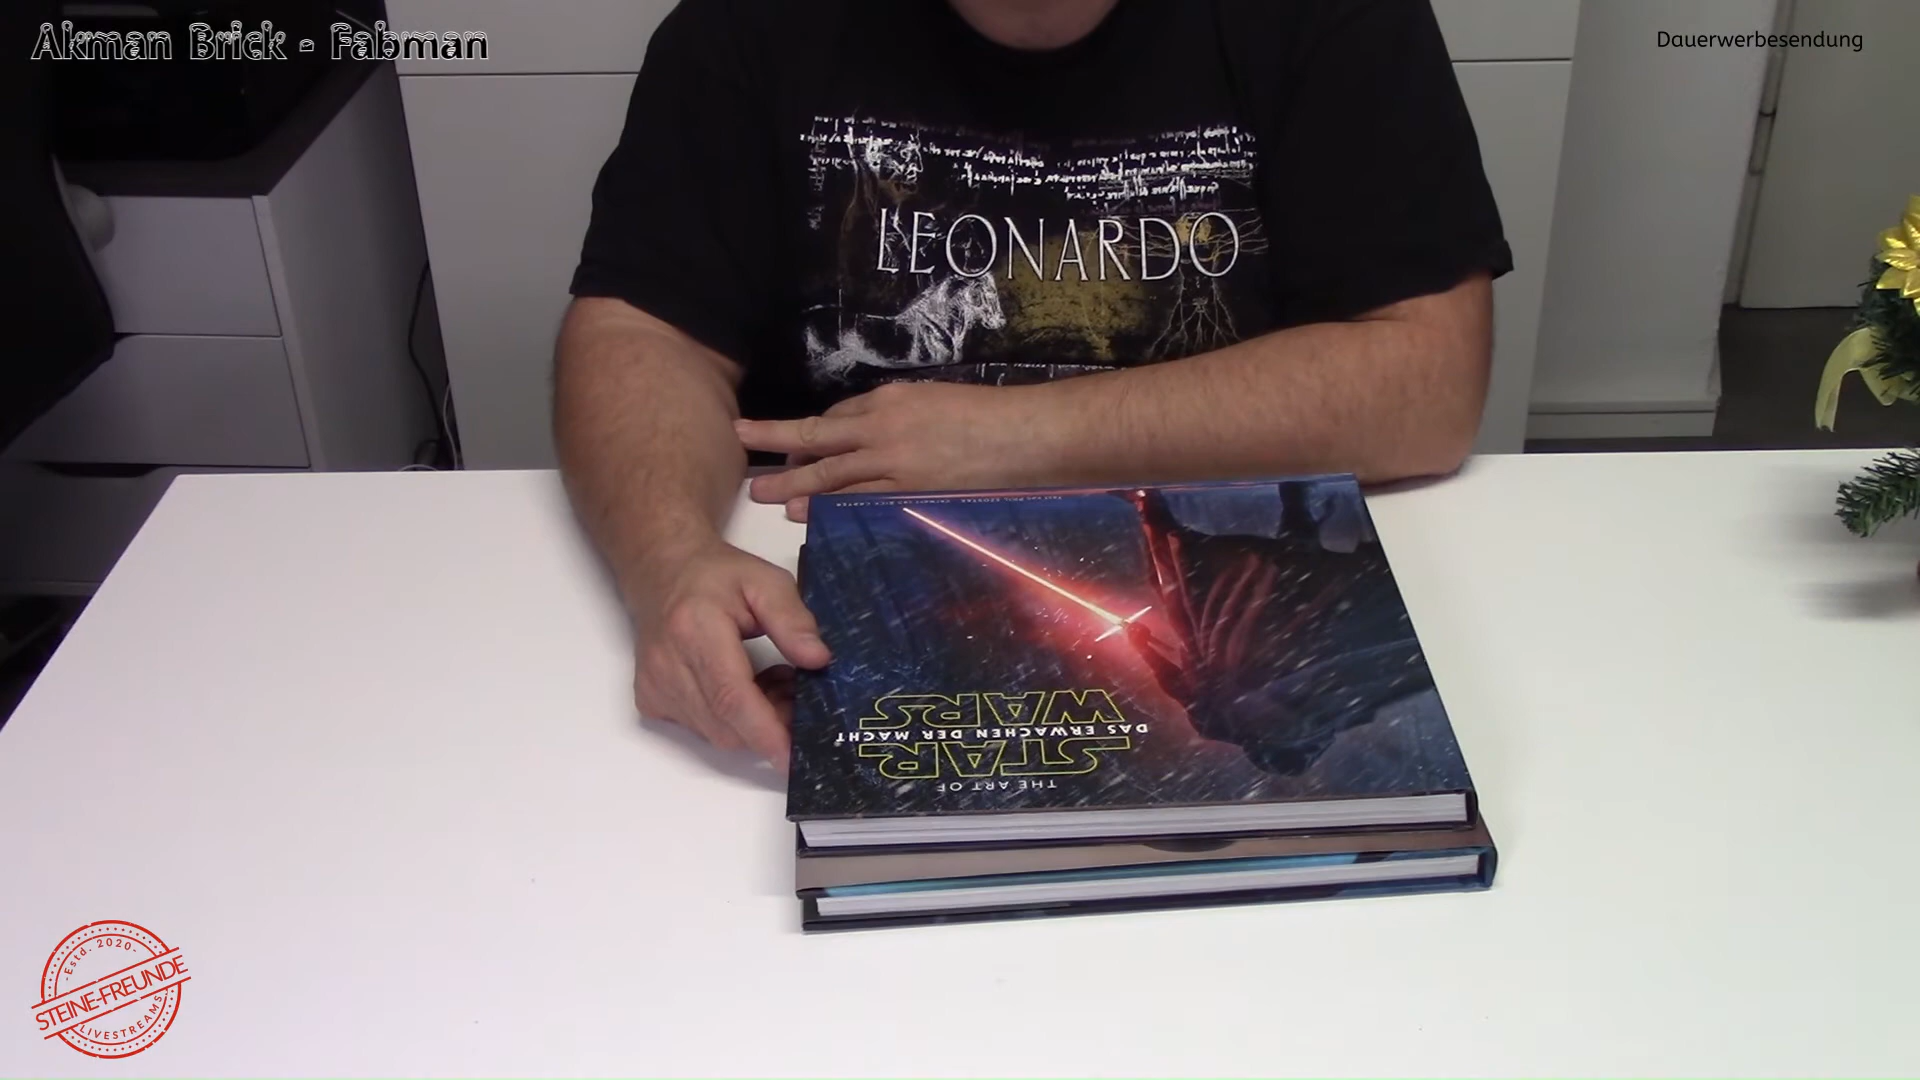 Akman Brick - Fabman
Dauerwerbesendung
LEONARDO
THE ART OF
STAR
DAS ERWACHEN DER MACHT
WARS
Estd. 2020
STEINE-FREUNDE
LIVESTREAMS